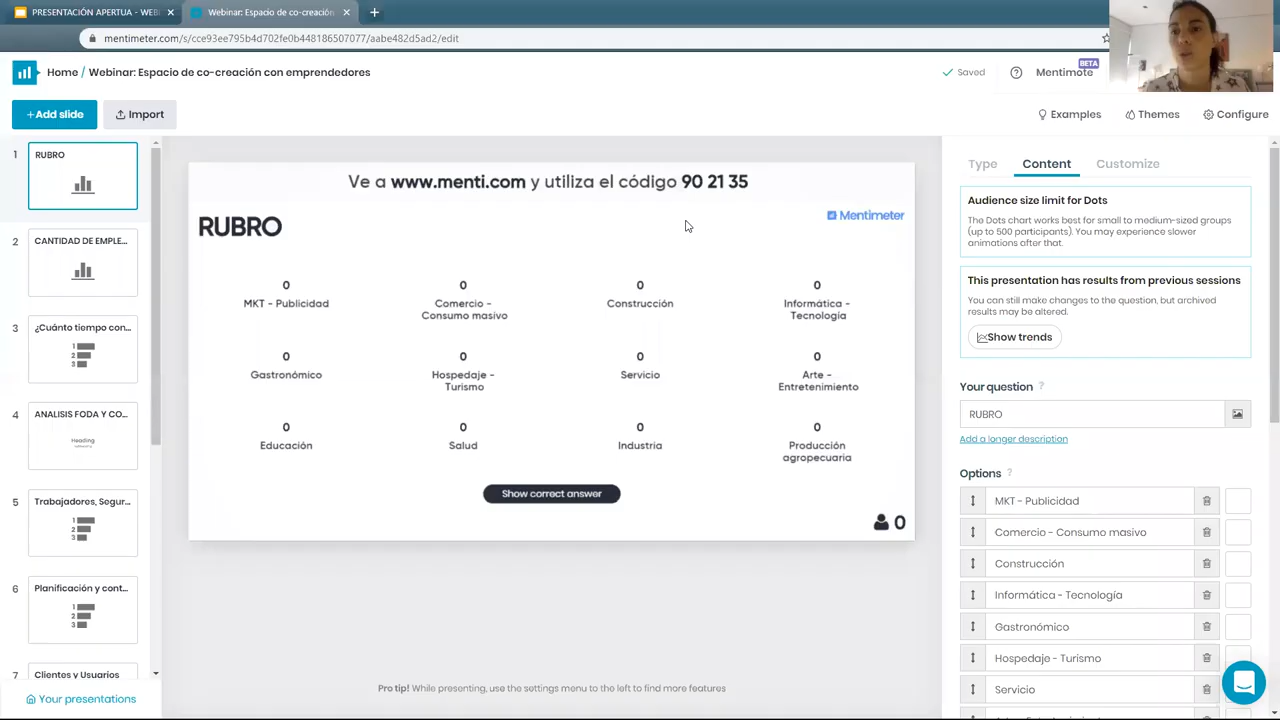 PRESENTACIÓN APERTUA - WEB
Webinar: Espacio de co-creación
mentimeter.com/s/cce93ee795b4d702fe0b448186507077/aabe482d5ad2/edit
Home / Webinar: Espacio de co-creación con emprendedores
Saved
Mentimote
BETA
+Add slide
Import
Examples
Themes
Configure
1
RUBRO
2
CANTIDAD DE EMPLE...
3
¿Cuánto tiempo con...
4
ANALISIS FODA Y CO...
Heading
5
Trabajadores, Segur...
6
Planificación y cont...
7
Clientes y Usuarios
Your presentations
Ve a www.menti.com y utiliza el código 90 21 35
RUBRO
Mentimeter
0 0 0 0
MKT - Publicidad
Comercio -
Consumo masivo
Construcción
Informática -
Tecnología
0 0 0 0
Gastronómico
Hospedaje -
Turismo
Servicio
Arte -
Entretenimiento
0 0 0 0
Educación
Salud
Industria
Producción
agropecuaria
Show correct answer
0
Pro tip! While presenting, use the settings menu to the left to find more features
Type
Content
Customize
Audience size limit for Dots
The Dots chart works best for small to medium-sized groups
(up to 500 participants). You may experience slower
animations after that.
This presentation has results from previous sessions
You can still make changes to the question, but archived
results may be altered.
Show trends
Your question ?
RUBRO
Add a longer description
Options ?
MKT - Publicidad
Comercio - Consumo masivo
Construcción
Informática - Tecnología
Gastronómico
Hospedaje - Turismo
Servicio